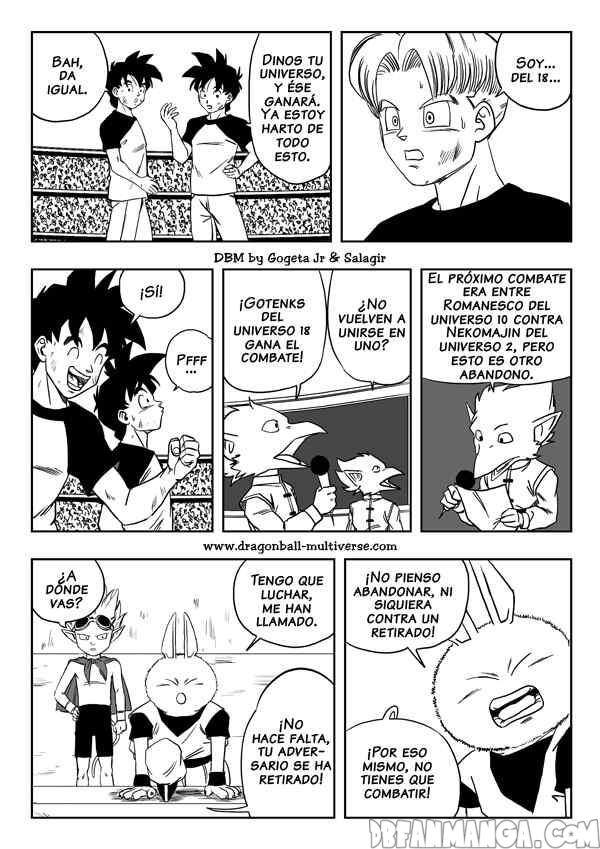 BAH,
DA
IGUAL.
DINOS TU
UNIVERSO,
Y ÉSE
GANARÁ.
YA ESTOY
HARTO DE
TODO
ESTO.
SOY...
DEL 18...
DBM by Gogeta Jr & Salagir
¡SÍ!
PFFF
...
¡GOTENKS
DEL
UNIVERSO 18
GANA EL
COMBATE!
¿NO
VUELVEN A
UNIRSE EN
UNO?
EL PRÓXIMO COMBATE
ERA ENTRE
ROMANESCO DEL
UNIVERSO 10 CONTRA
NEKOMAJIN DEL
UNIVERSO 2, PERO
ESTO ES OTRO
ABANDONO.
www.dragonball-multiverse.com
¿A
DÓNDE
VAS?
TENGO QUE
LUCHAR,
ME HAN
LLAMADO.
¡NO
HACE FALTA,
TU ADVER-
SARIO SE HA
RETIRADO!
¡NO PIENSO
ABANDONAR, NI
SIQUIERA
CONTRA UN
RETIRADO!
¡POR ESO
MISMO, NO
TIENES QUE
COMBATIR!
DBFANMANGA.COM